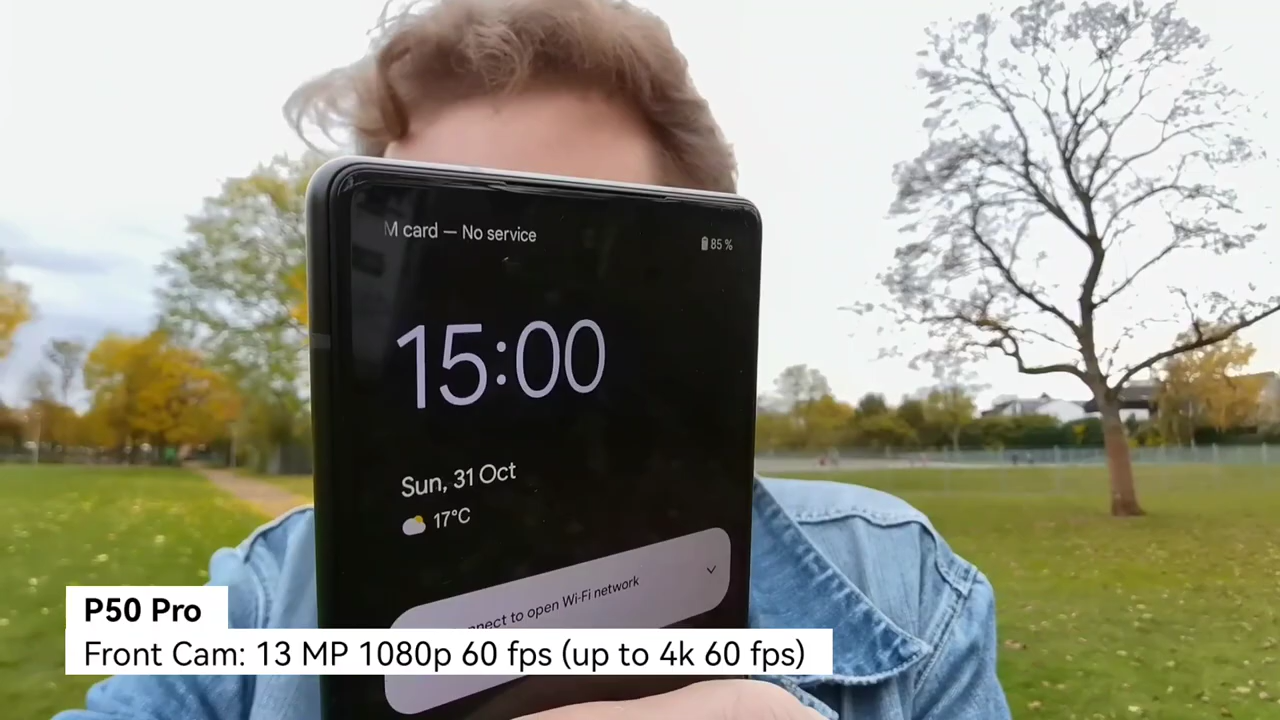 M card — No service
85 %
15:00
Sun, 31 Oct
17°C
nnect to open Wi-Fi network
P50 Pro
Front Cam: 13 MP 1080p 60 fps (up to 4k 60 fps)